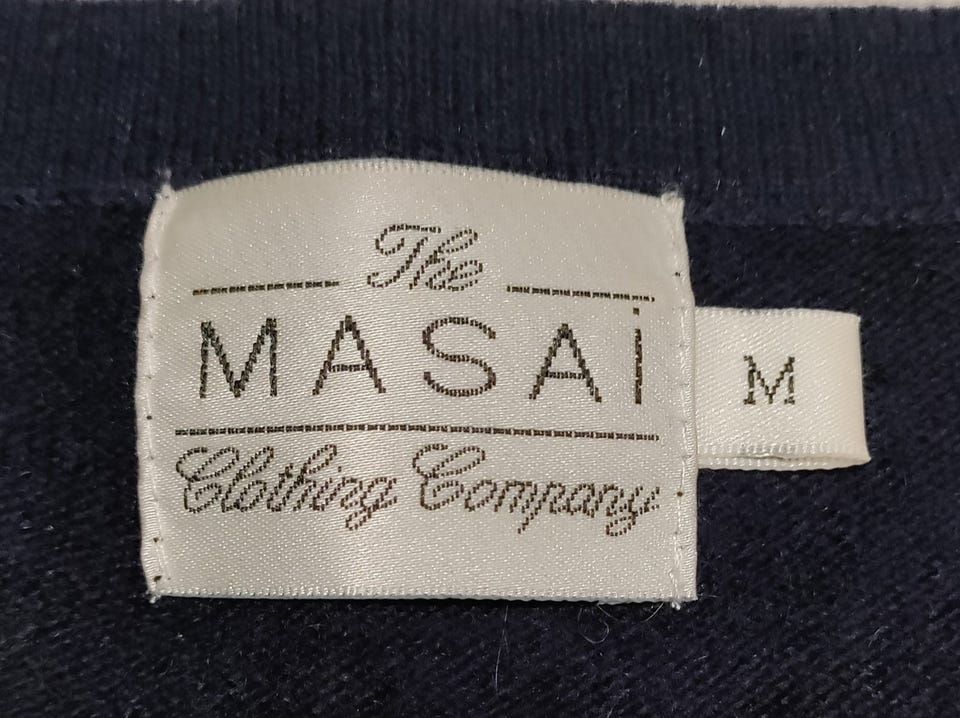 The
MASAi
Clothing Company
M